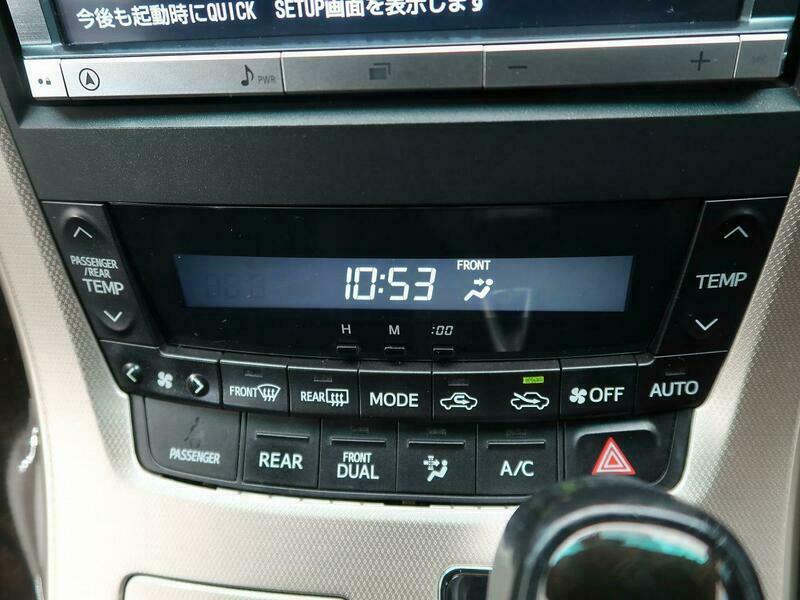 今後も起動時にQUICK SETUP画面を表示します
PWR
PASSENGER
/REAR
TEMP
10:53
FRONT
TEMP
H M :00
FRONT
REAR
MODE
OFF
AUTO
PASSENGER
REAR
FRONT
DUAL
A/C